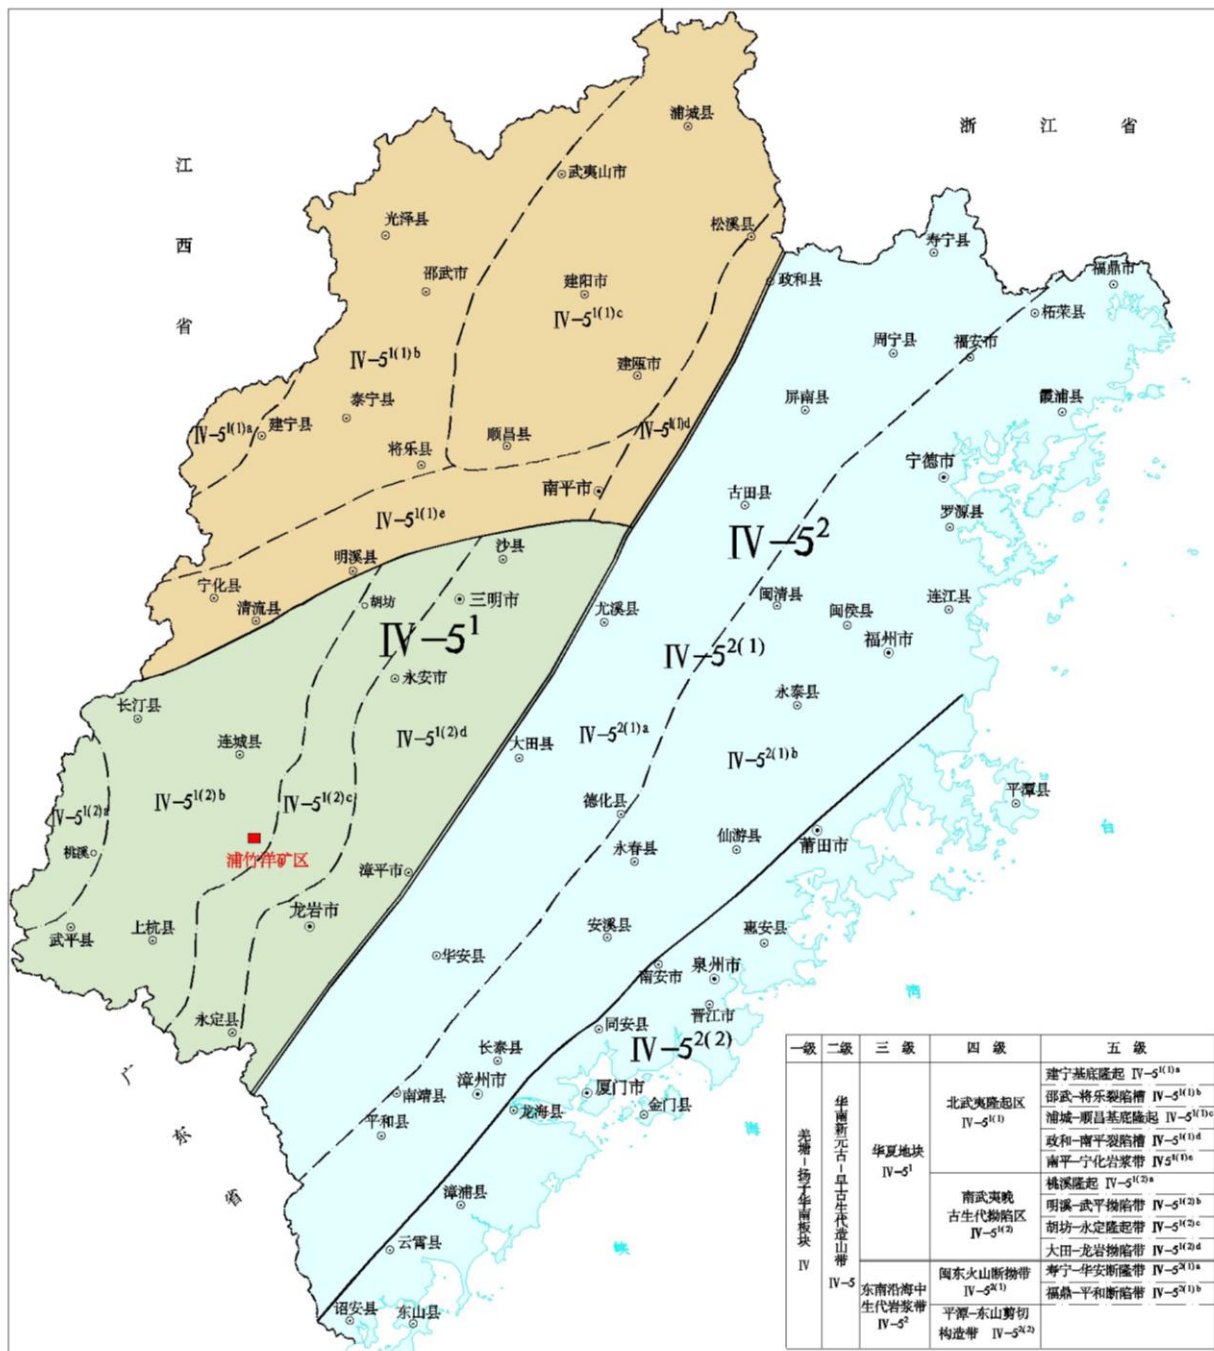 浦城县
浙 江 省
江
西
省
武夷山市
光泽县
松溪县
寿宁县
邵武市
建阳市
政和县
福鼎市
IV-5¹⁽¹⁾c
柘荣县
IV-5¹⁽¹⁾b
周宁县
福安市
建瓯市
泰宁县
屏南县
霞浦县
IV-5¹⁽¹⁾a
建宁县
顺昌县
IV-5¹⁽¹⁾d
将乐县
宁德市
南平市
古田县
IV-5¹⁽¹⁾e
罗源县
IV-5²
沙县
明溪县
宁化县
清流县
胡坊
三明市
尤溪县
闽清县
闽侯县
连江县
IV-5¹
福州市
IV-5²⁽¹⁾
永安市
长汀县
永泰县
连城县
IV-5¹⁽²⁾d
大田县
IV-5²⁽¹⁾a
IV-5²⁽¹⁾b
IV-5¹⁽²⁾b
IV-5¹⁽²⁾c
IV-5¹⁽²⁾a
德化县
平潭县
台
桃溪
浦竹洋矿区
漳平市
永春县
仙游县
莆田市
武平县
上杭县
龙岩市
安溪县
惠安县
华安县
南安市
泉州市
湾
晋江市
永定县
同安县
IV-5²⁽²⁾
长泰县
广
东
省
南靖县
漳州市
厦门市
龙海县
金门县
海
平和县
漳浦县
峡
云霄县
诏安县
东山县
一级 二级 三 级 四 级 五 级
羌塘-扬子华南板块 IV
华南新元古-早古生代造山带 IV-5
华夏地块
IV-5¹
北武夷隆起区
IV-5¹⁽¹⁾
建宁基底隆起 IV-5¹⁽¹⁾a
邵武-将乐裂陷槽 IV-5¹⁽¹⁾b
浦城-顺昌基底隆起 IV-5¹⁽¹⁾c
政和-南平裂陷槽 IV-5¹⁽¹⁾d
南平-宁化岩浆带 IV5¹⁽¹⁾e
南武夷晚
古生代拗陷区
IV-5¹⁽²⁾
桃溪隆起 IV-5¹⁽²⁾a
明溪-武平拗陷带 IV-5¹⁽²⁾b
胡坊-永定隆起带 IV-5¹⁽²⁾c
大田-龙岩拗陷带 IV-5¹⁽²⁾d
东南沿海中
生代岩浆带
IV-5²
闽东火山断拗带
IV-5²⁽¹⁾
寿宁-华安断隆带 IV-5²⁽¹⁾a
福鼎-平和断陷带 IV-5²⁽¹⁾b
平潭-东山剪切
构造带 IV-5²⁽²⁾